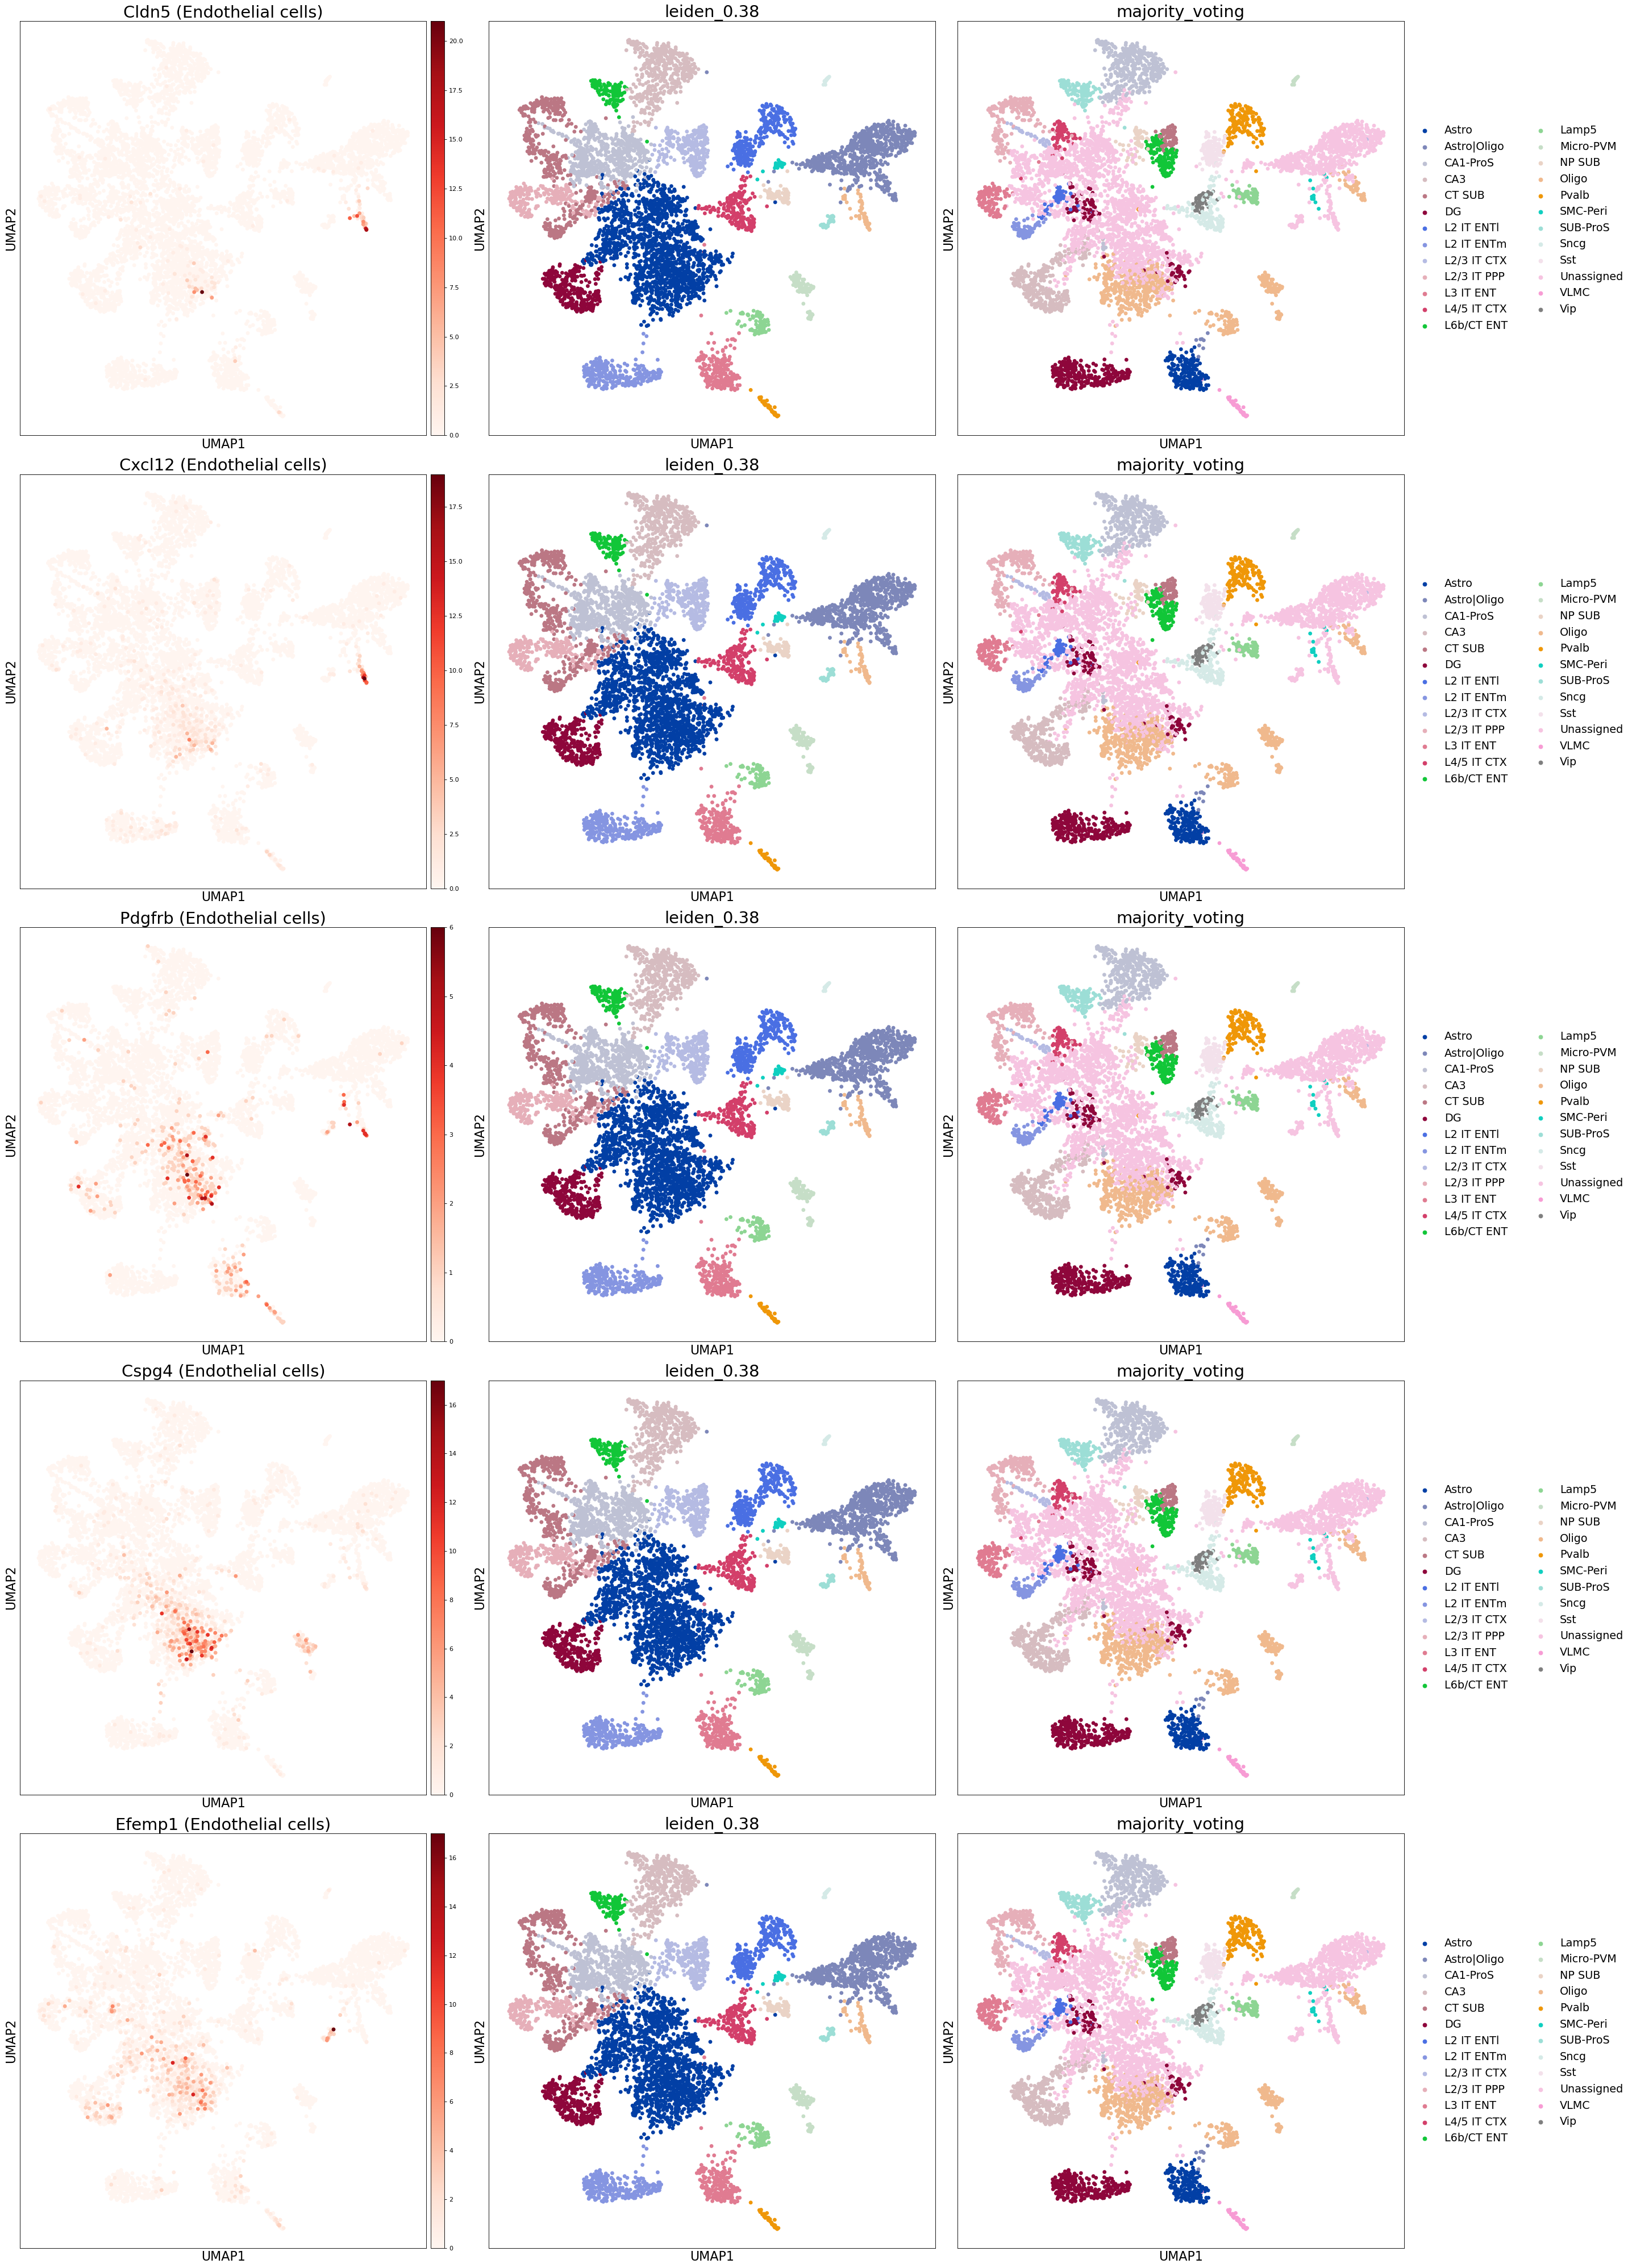 Cldn5 (Endothelial cells)
leiden_0.38
majority_voting
20.0
17.5
15.0
12.5
10.0
7.5
5.0
2.5
0.0
UMAP2
UMAP2
UMAP2
UMAP1
UMAP1
UMAP1
Astro
Astro|Oligo
CA1-ProS
CA3
CT SUB
DG
L2 IT ENTl
L2 IT ENTm
L2/3 IT CTX
L2/3 IT PPP
L3 IT ENT
L4/5 IT CTX
L6b/CT ENT
Lamp5
Micro-PVM
NP SUB
Oligo
Pvalb
SMC-Peri
SUB-ProS
Sncg
Sst
Unassigned
VLMC
Vip
Cxcl12 (Endothelial cells)
leiden_0.38
majority_voting
17.5
15.0
12.5
10.0
7.5
5.0
2.5
0.0
UMAP2
UMAP2
UMAP2
UMAP1
UMAP1
UMAP1
Astro
Astro|Oligo
CA1-ProS
CA3
CT SUB
DG
L2 IT ENTl
L2 IT ENTm
L2/3 IT CTX
L2/3 IT PPP
L3 IT ENT
L4/5 IT CTX
L6b/CT ENT
Lamp5
Micro-PVM
NP SUB
Oligo
Pvalb
SMC-Peri
SUB-ProS
Sncg
Sst
Unassigned
VLMC
Vip
Pdgfrb (Endothelial cells)
leiden_0.38
majority_voting
6
5
4
3
2
1
0
UMAP2
UMAP2
UMAP2
UMAP1
UMAP1
UMAP1
Astro
Astro|Oligo
CA1-ProS
CA3
CT SUB
DG
L2 IT ENTl
L2 IT ENTm
L2/3 IT CTX
L2/3 IT PPP
L3 IT ENT
L4/5 IT CTX
L6b/CT ENT
Lamp5
Micro-PVM
NP SUB
Oligo
Pvalb
SMC-Peri
SUB-ProS
Sncg
Sst
Unassigned
VLMC
Vip
Cspg4 (Endothelial cells)
leiden_0.38
majority_voting
16
14
12
10
8
6
4
2
0
UMAP2
UMAP2
UMAP2
UMAP1
UMAP1
UMAP1
Astro
Astro|Oligo
CA1-ProS
CA3
CT SUB
DG
L2 IT ENTl
L2 IT ENTm
L2/3 IT CTX
L2/3 IT PPP
L3 IT ENT
L4/5 IT CTX
L6b/CT ENT
Lamp5
Micro-PVM
NP SUB
Oligo
Pvalb
SMC-Peri
SUB-ProS
Sncg
Sst
Unassigned
VLMC
Vip
Efemp1 (Endothelial cells)
leiden_0.38
majority_voting
16
14
12
10
8
6
4
2
0
UMAP2
UMAP2
UMAP2
UMAP1
UMAP1
UMAP1
Astro
Astro|Oligo
CA1-ProS
CA3
CT SUB
DG
L2 IT ENTl
L2 IT ENTm
L2/3 IT CTX
L2/3 IT PPP
L3 IT ENT
L4/5 IT CTX
L6b/CT ENT
Lamp5
Micro-PVM
NP SUB
Oligo
Pvalb
SMC-Peri
SUB-ProS
Sncg
Sst
Unassigned
VLMC
Vip